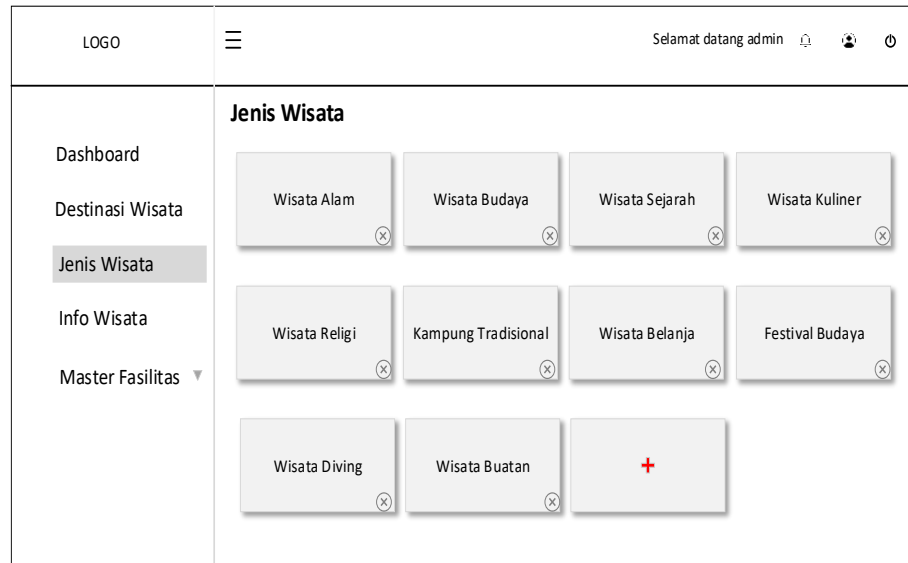 LOGO
Selamat datang admin
Jenis Wisata
Dashboard
Destinasi Wisata
Jenis Wisata
Info Wisata
Master Fasilitas
Wisata Alam
Wisata Budaya
Wisata Sejarah
Wisata Kuliner
Wisata Religi
Kampung Tradisional
Wisata Belanja
Festival Budaya
Wisata Diving
Wisata Buatan